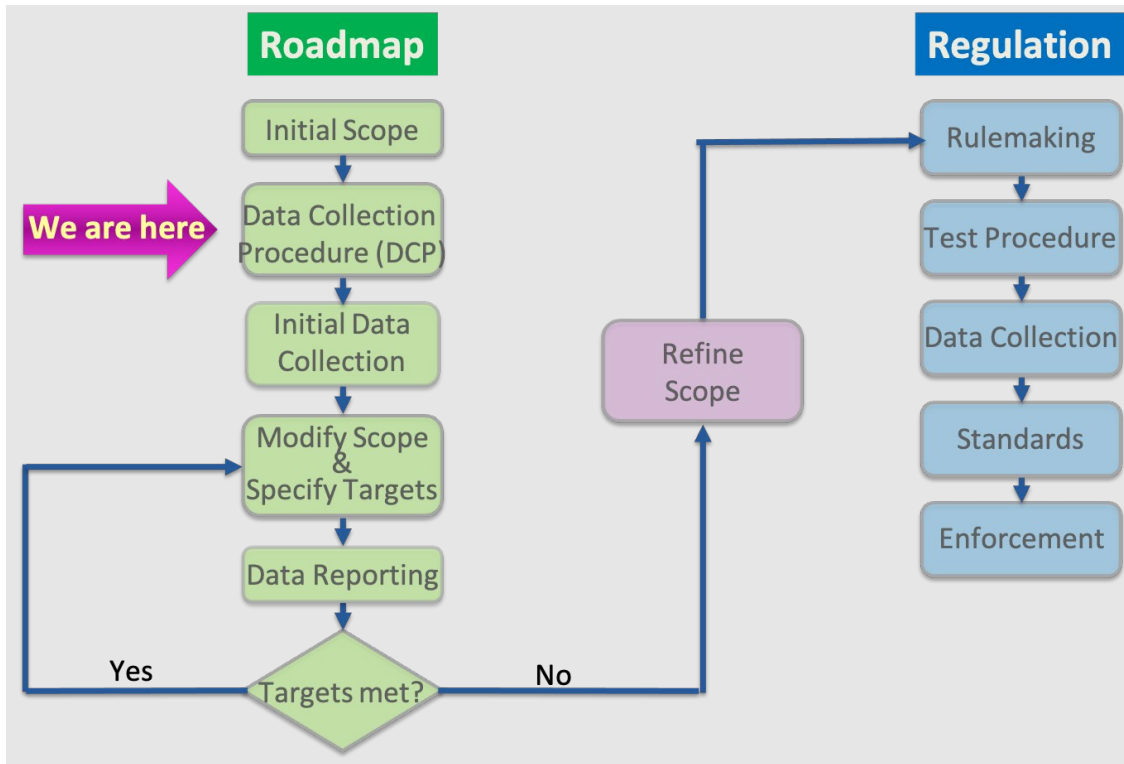 Roadmap
Initial Scope
We are here
Data Collection
Procedure (DCP)
Initial Data
Collection
Modify Scope
&
Specify Targets
Data Reporting
Targets met?
Yes
No
Refine
Scope
Regulation
Rulemaking
Test Procedure
Data Collection
Standards
Enforcement